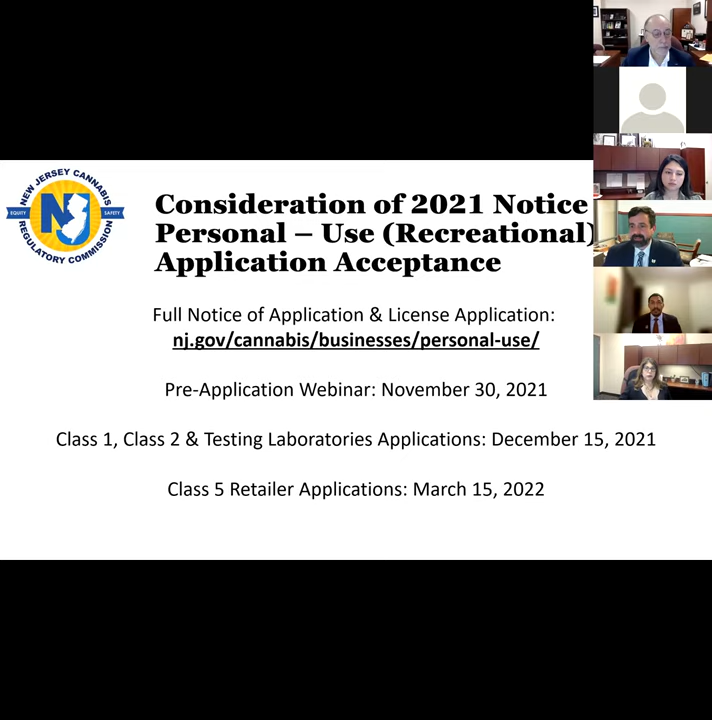 NEW JERSEY CANNABIS
EQUITY
SAFETY
NJ
REGULATORY COMMISSION
Consideration of 2021 Notice
Personal – Use (Recreational)
Application Acceptance
Full Notice of Application & License Application:
nj.gov/cannabis/businesses/personal-use/
Pre-Application Webinar: November 30, 2021
Class 1, Class 2 & Testing Laboratories Applications: December 15, 2021
Class 5 Retailer Applications: March 15, 2022